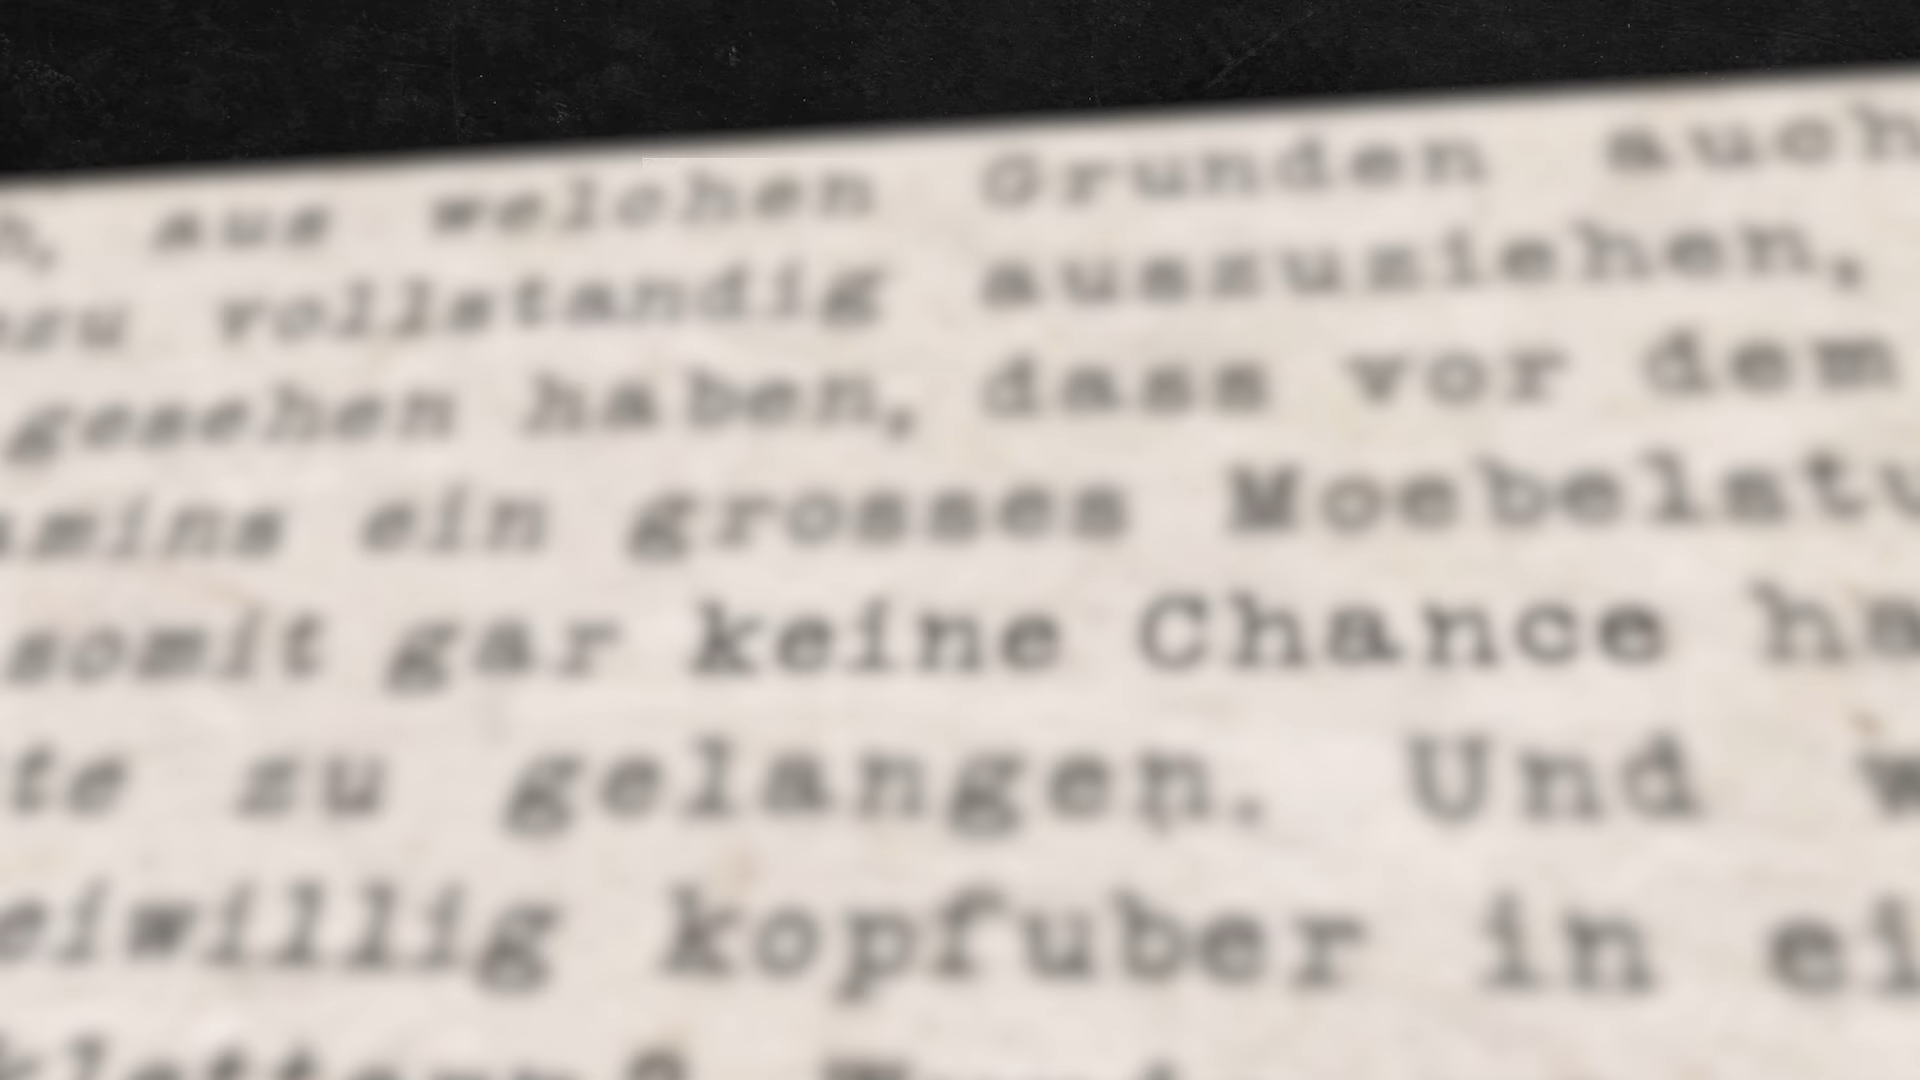 aus welchen Grunden auch
vollstandig auszuziehen,
gesehen haben, dass vor dem
ein grosses Moebelstu
somit gar keine Chance ha
te zu gelangen. Und w
eiwillig kopfuber in ei